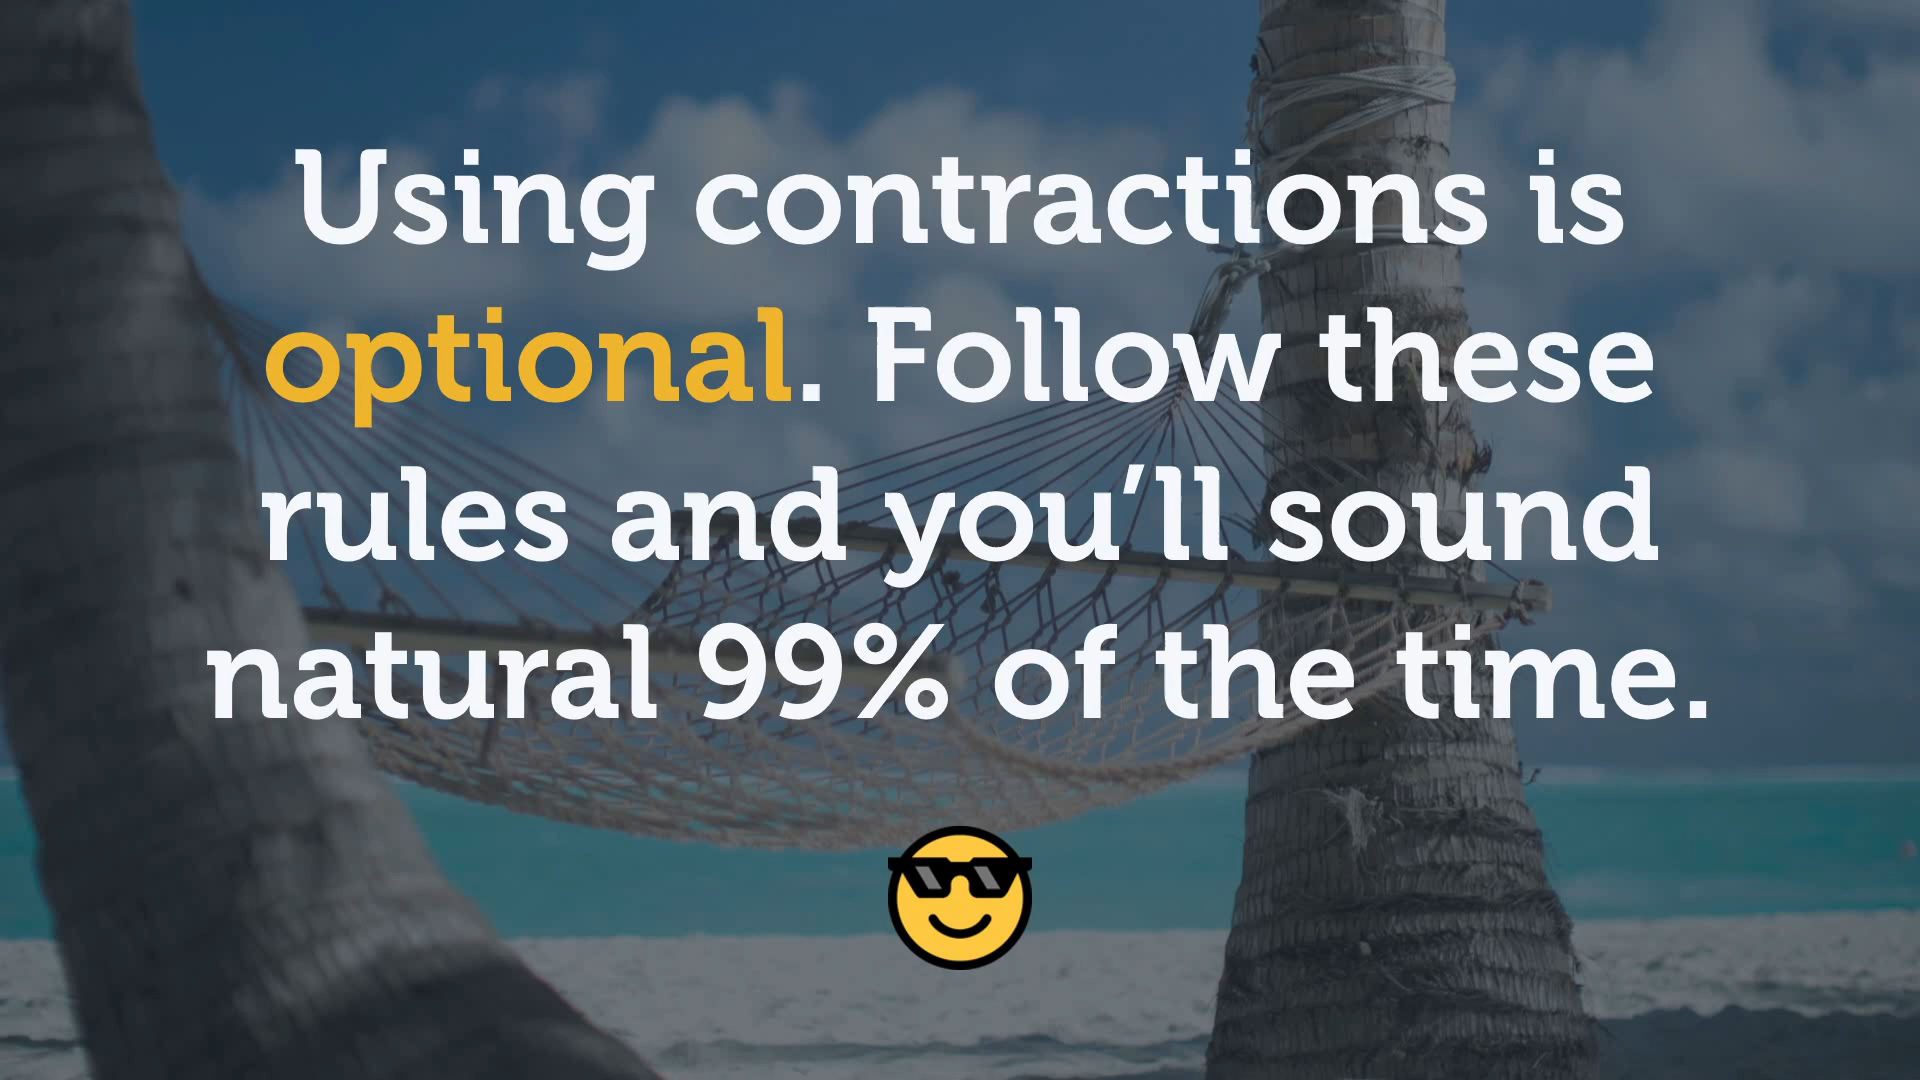 Using contractions is
optional. Follow these
rules and you’ll sound
natural 99% of the time.